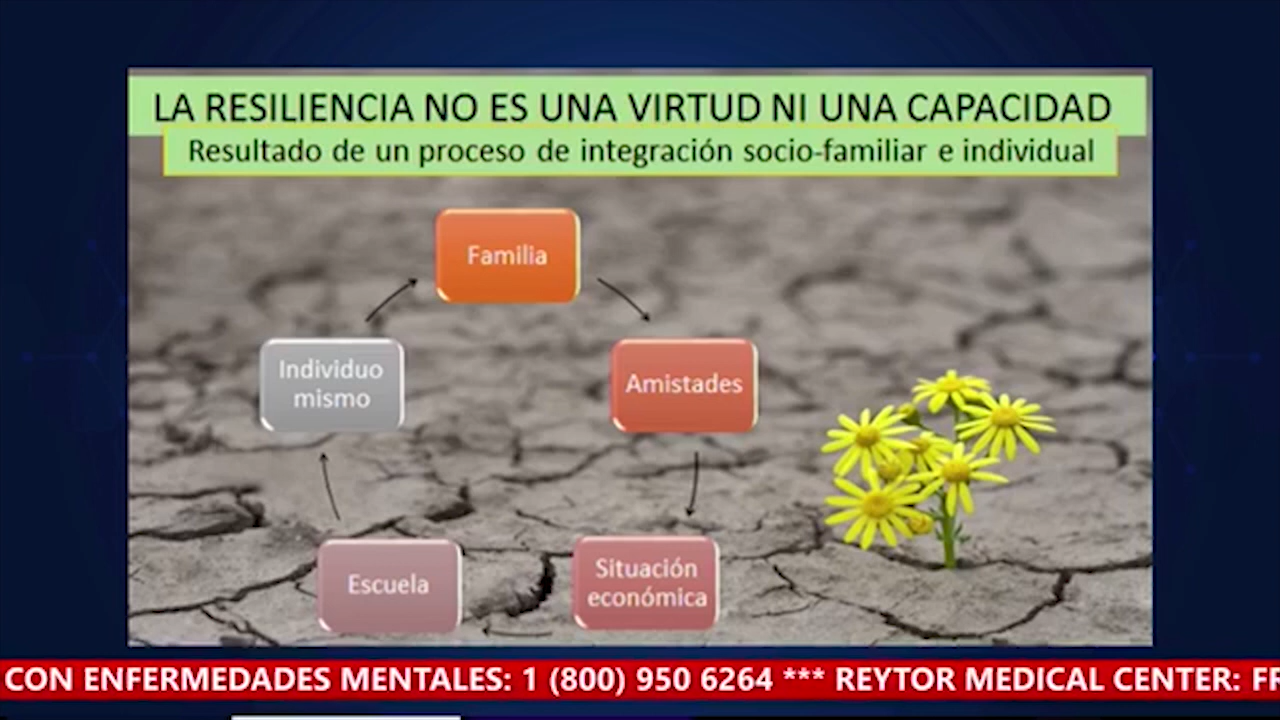 LA RESILIENCIA NO ES UNA VIRTUD NI UNA CAPACIDAD
Resultado de un proceso de integración socio-familiar e individual
Familia
Individuo
mismo
Amistades
Escuela
Situación
económica
CON ENFERMEDADES MENTALES: 1 (800) 950 6264 *** REYTOR MEDICAL CENTER: FR